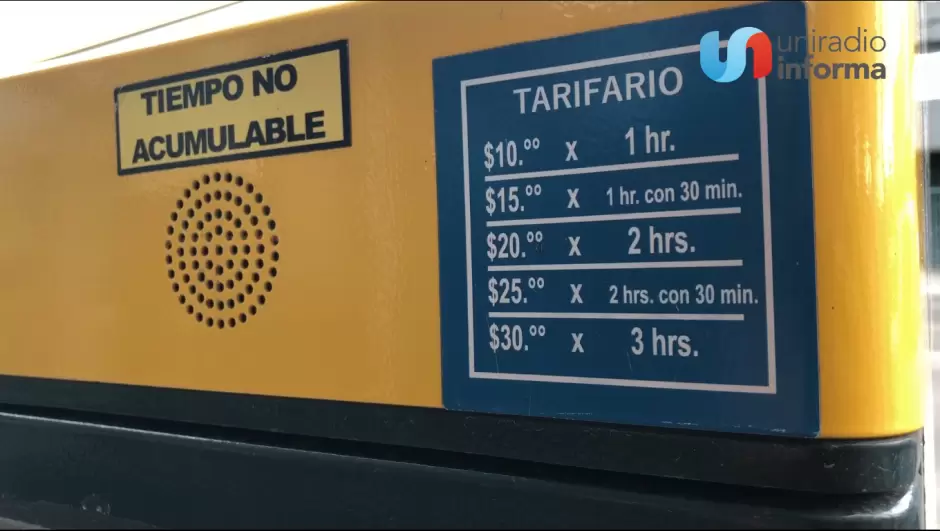 uniradio
informa
TIEMPO NO
ACUMULABLE
TARIFARIO
$10.°° x 1 hr.
$15.°° x 1 hr. con 30 min.
$20.°° x 2 hrs.
$25.°° x 2 hrs. con 30 min.
$30.°° x 3 hrs.